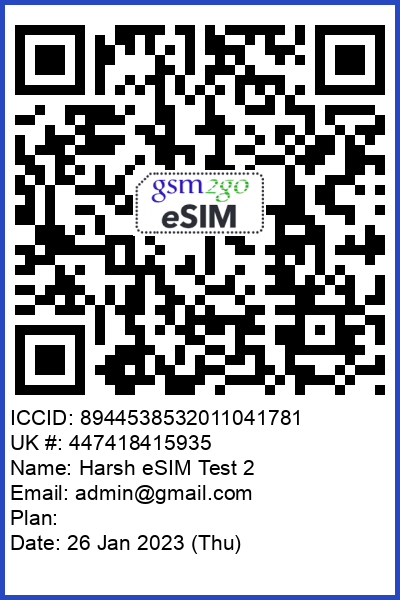 gsm2go
eSIM
ICCID: 8944538532011041781
UK #: 447418415935
Name: Harsh eSIM Test 2
Email: admin@gmail.com
Plan:
Date: 26 Jan 2023 (Thu)